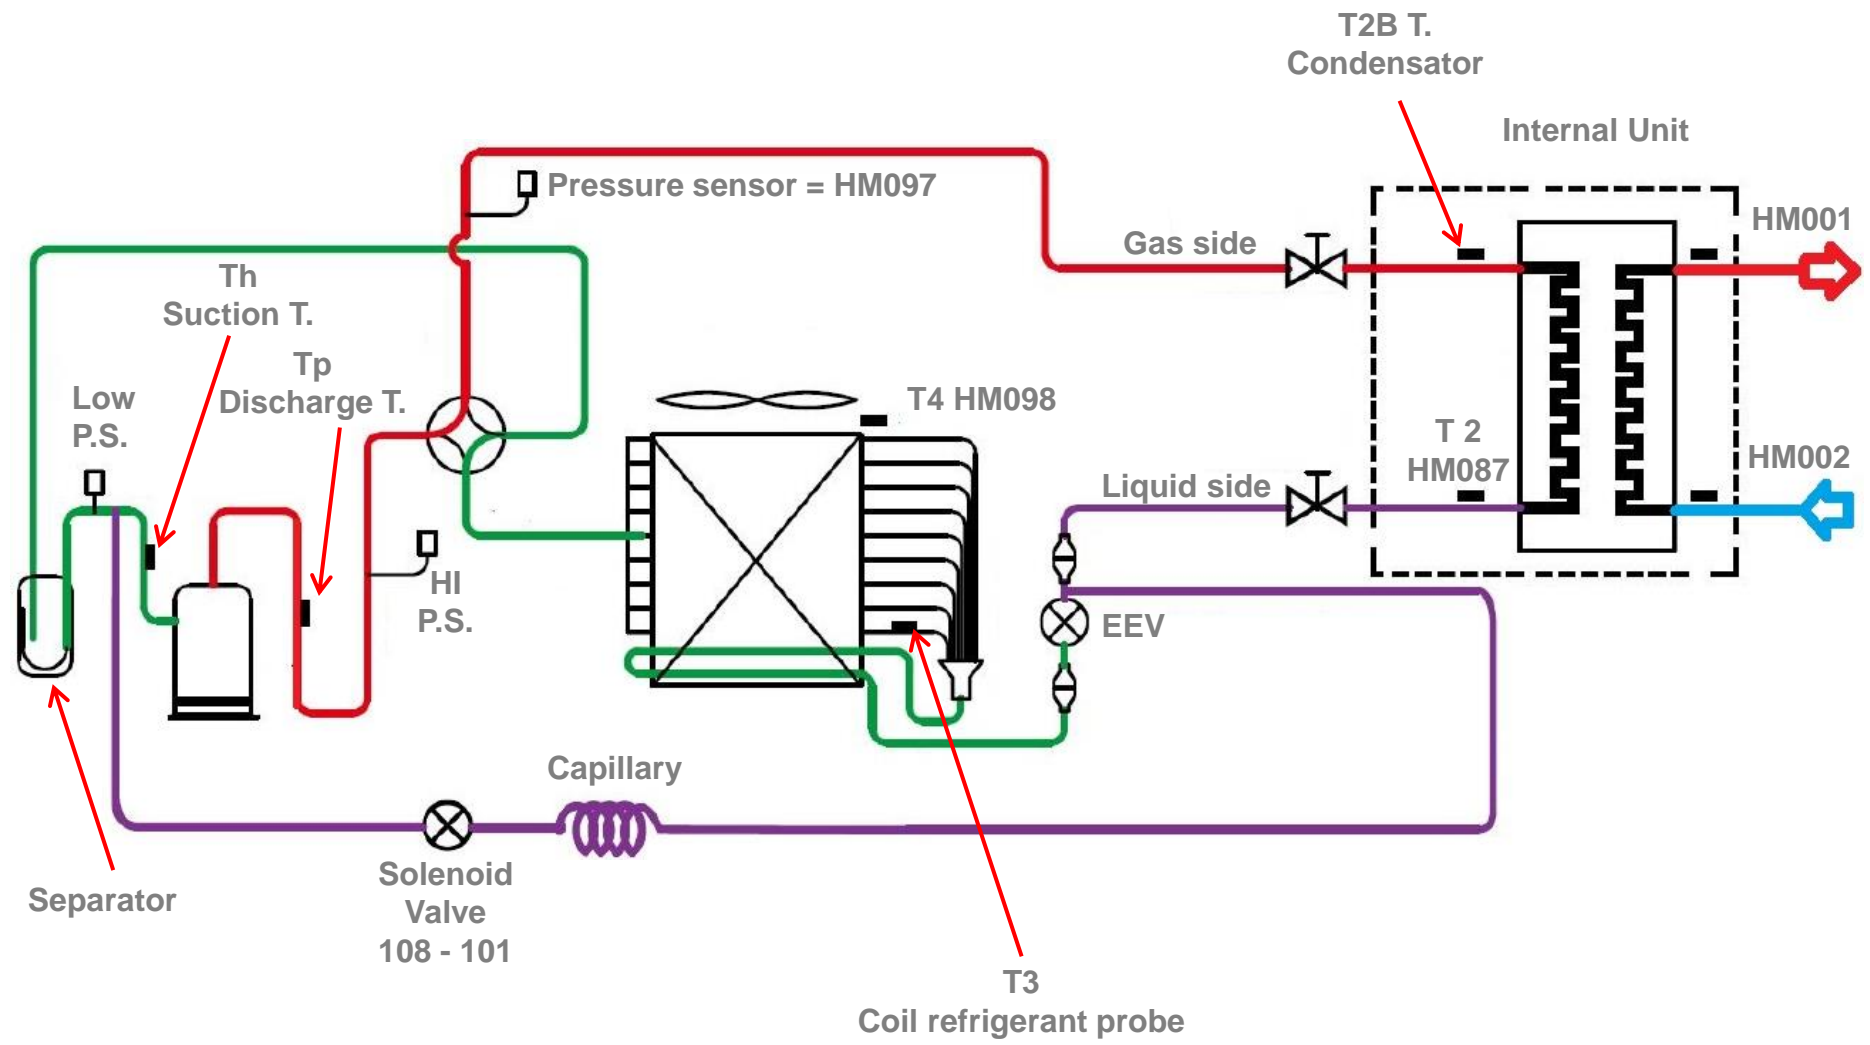 T2B T.
Condensator
Internal Unit
Pressure sensor = HM097
HM001
Gas side
Th
Suction T.
Tp
Discharge T.
Low
P.S.
T4 HM098
T 2
HM087
HM002
Liquid side
HI
P.S.
EEV
Capillary
Solenoid
Valve
108 - 101
Separator
T3
Coil refrigerant probe